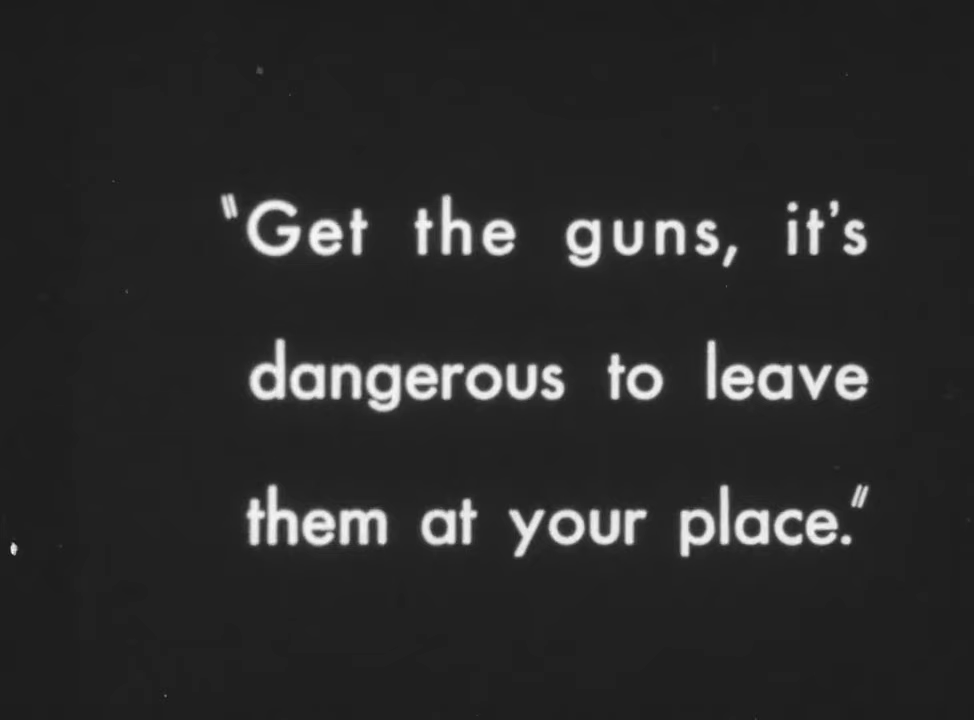 "Get the guns, it's
dangerous to leave
them at your place."